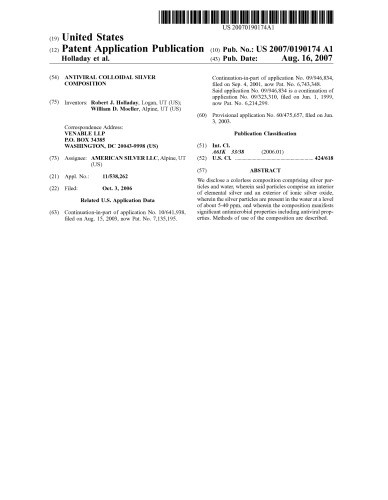 US 20070190174A1
(19) United States
(12) Patent Application Publication (10) Pub. No.: US 2007/0190174 A1
Holladay et al. (43) Pub. Date: Aug. 16, 2007
(54) ANTIVIRAL COLLOIDAL SILVER
COMPOSITION
(75) Inventors: Robert J. Holladay, Logan, UT (US);
William D. Moeller, Alpine, UT (US)
Correspondence Address:
VENABLE LLP
P.O. BOX 34385
WASHINGTON, DC 20043-9998 (US)
(73) Assignee: AMERICAN SILVER LLC, Alpine, UT
(US)
(21) Appl. No.: 11/538,262
(22) Filed: Oct. 3, 2006
Related U.S. Application Data
(63) Continuation-in-part of application No. 10/641,938,
filed on Aug. 15, 2003, now Pat. No. 7,135,195.
Continuation-in-part of application No. 09/946,834,
filed on Sep. 4, 2001, now Pat. No. 6,743,348.
Said application No. 09/946,834 is a continuation of
application No. 09/323,310, filed on Jun. 1, 1999,
now Pat. No. 6,214,299.
(60) Provisional application No. 60/475,657, filed on Jun.
3, 2003.
Publication Classification
(51) Int. Cl.
A61K 33/38 (2006.01)
(52) U.S. Cl. 424/618
(57) ABSTRACT
We disclose a colorless composition comprising silver par-
ticles and water, wherein said particles comprise an interior
of elemental silver and an exterior of ionic silver oxide,
wherein the silver particles are present in the water at a level
of about 5-40 ppm, and wherein the composition manifests
significant antimicrobial properties including antiviral prop-
erties. Methods of use of the composition are described.